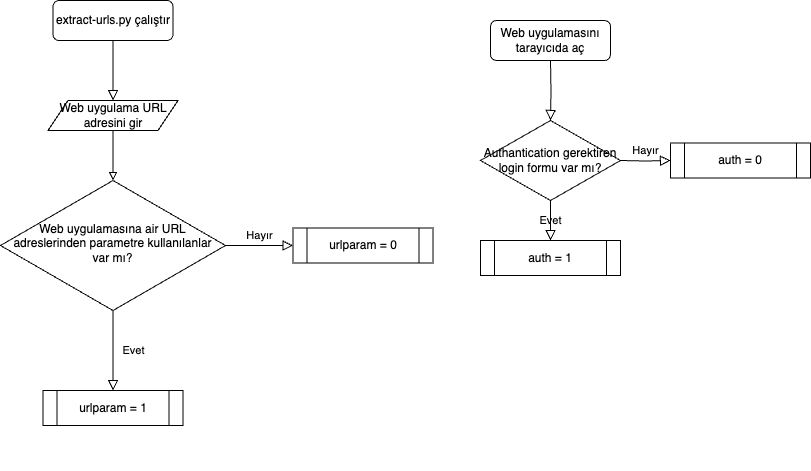 extract-urls.py çalıştır
Web uygulama URL
adresini gir
Web uygulamasına air URL
adreslerinden parametre kullanılanlar
var mı?
Hayır
urlparam = 0
Evet
urlparam = 1
Web uygulamasını
tarayıcıda aç
Authantication gerektiren
login formu var mı?
Hayır
auth = 0
Evet
auth = 1